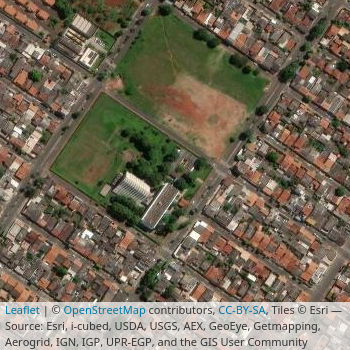 Leaflet | © OpenStreetMap contributors, CC-BY-SA, Tiles © Esri —
Source: Esri, i-cubed, USDA, USGS, AEX, GeoEye, Getmapping,
Aerogrid, IGN, IGP, UPR-EGP, and the GIS User Community